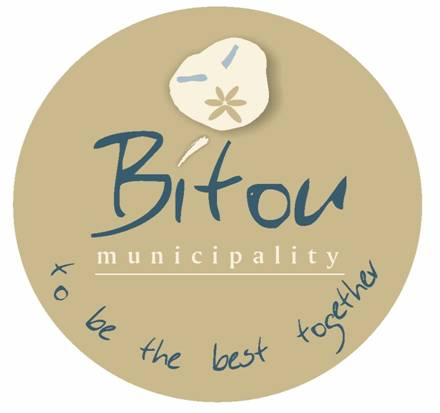 Bitou
municipality
to be the best together